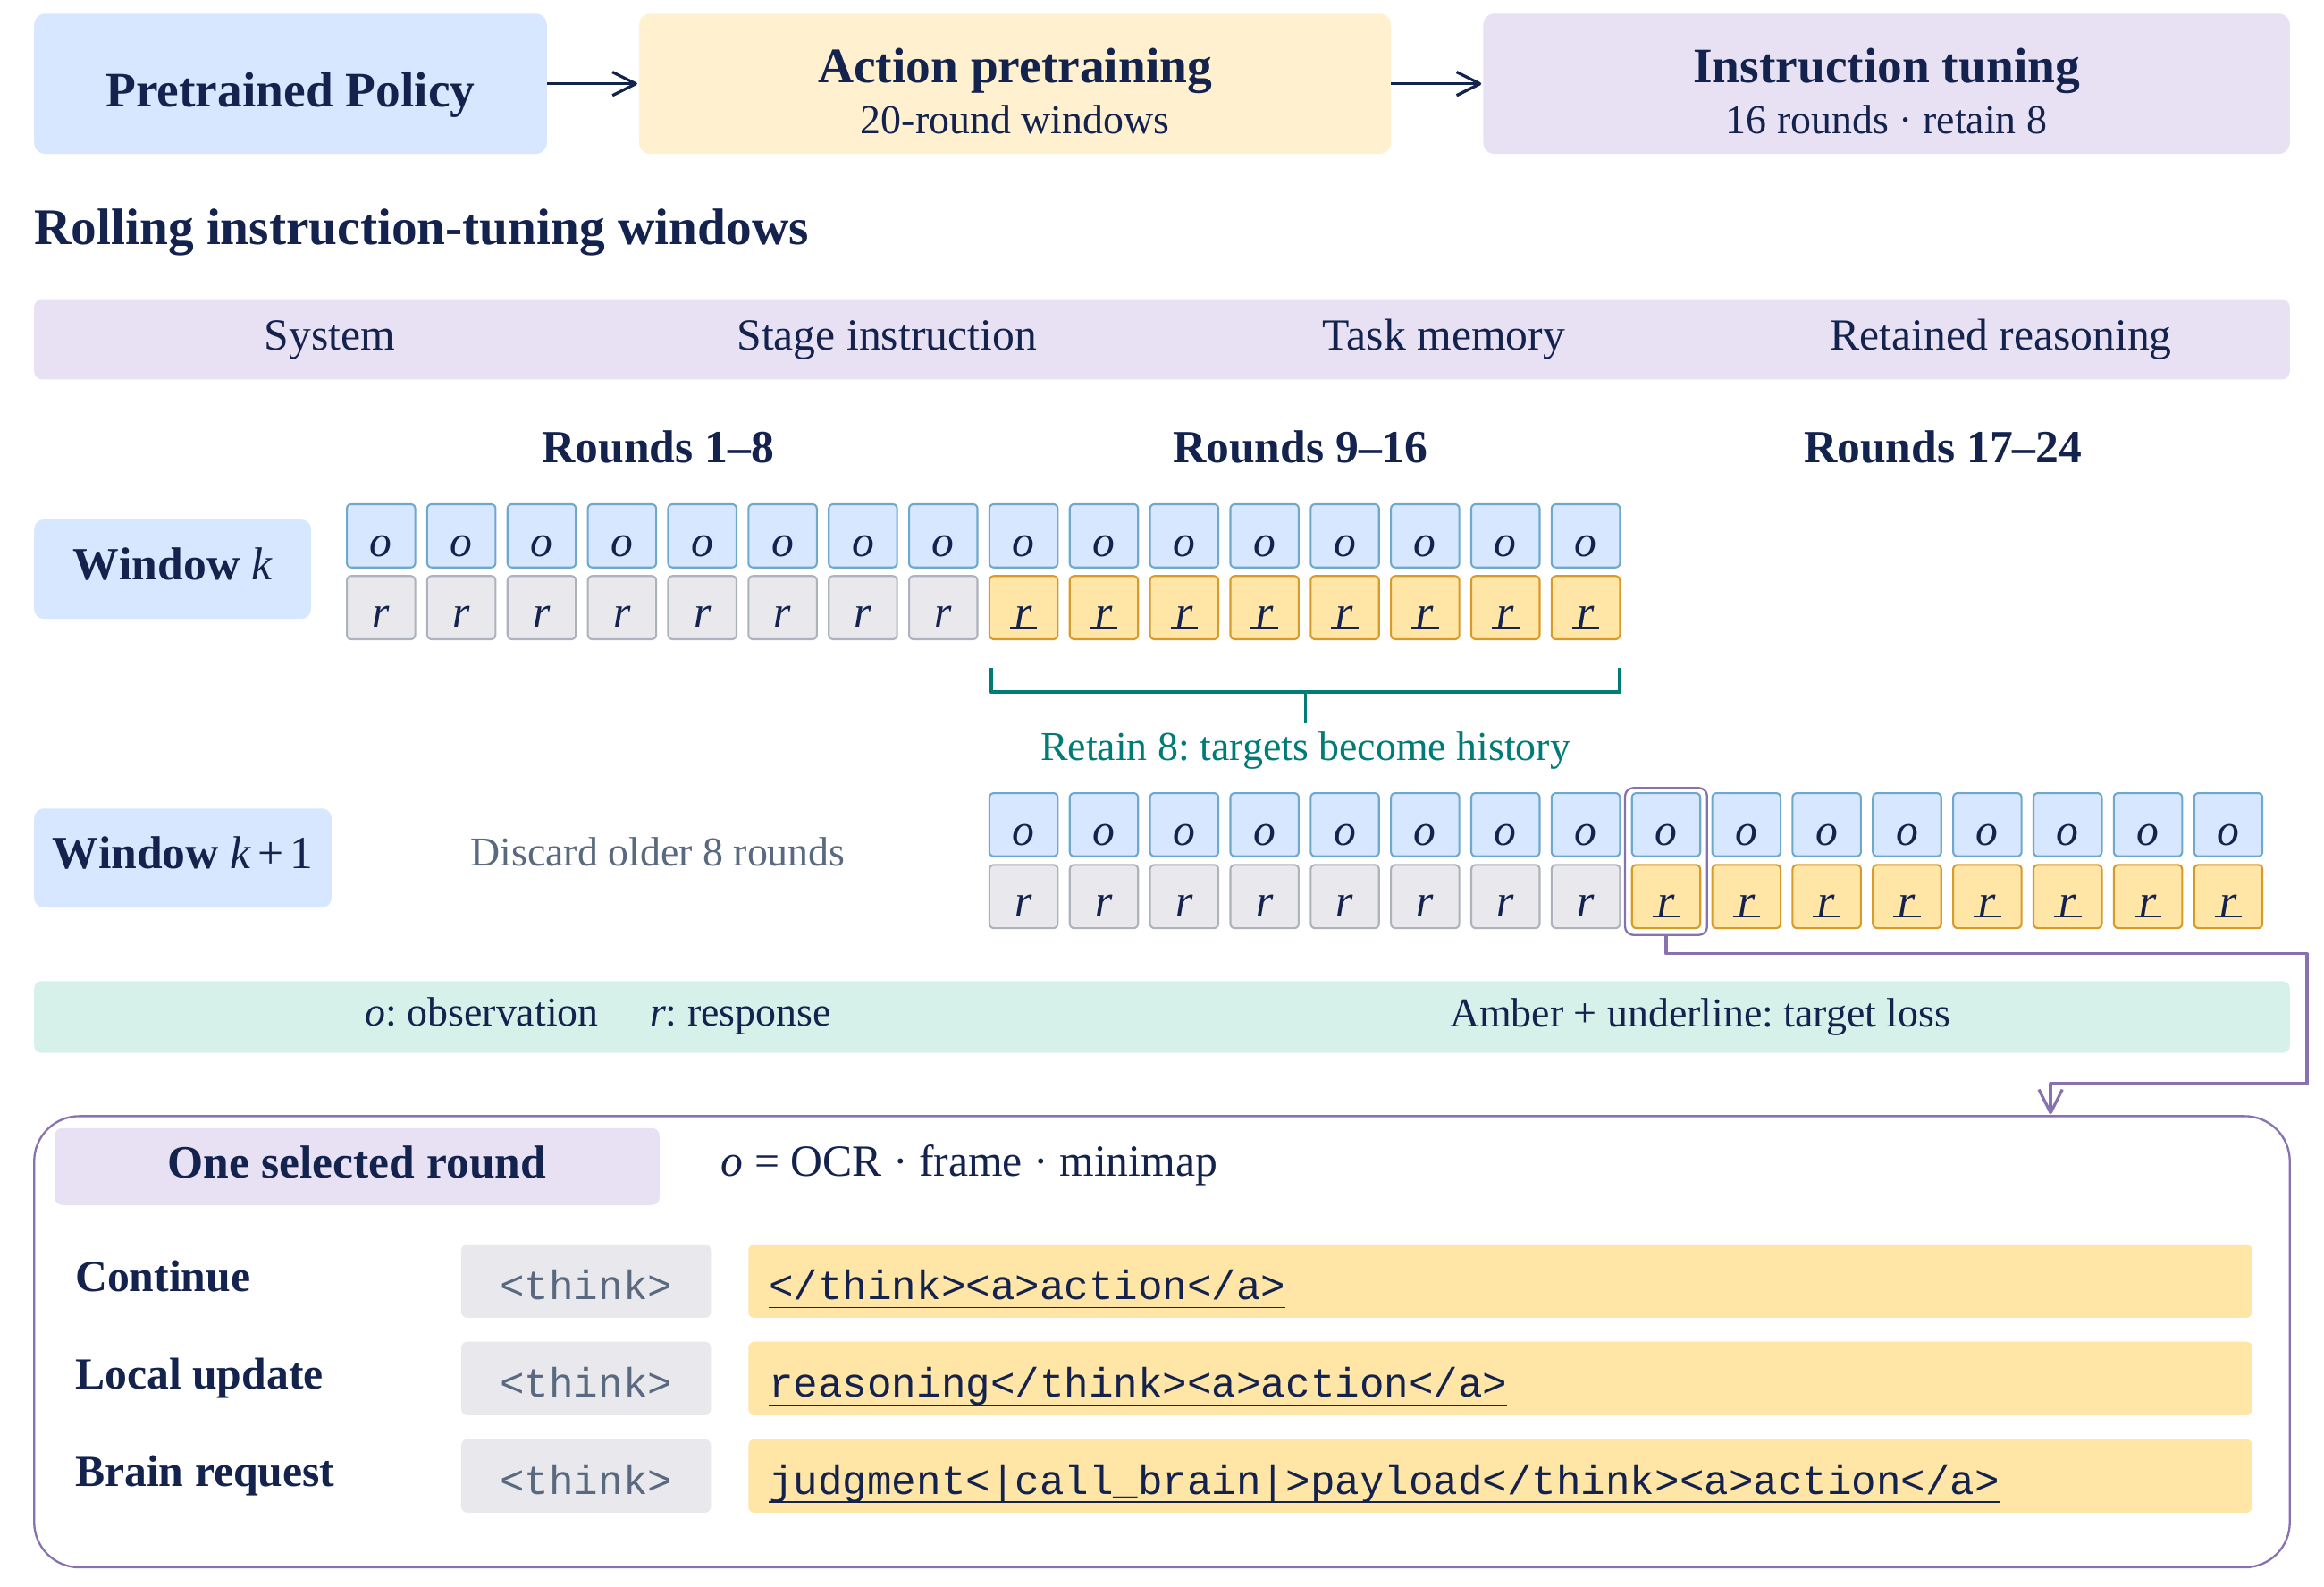 Pretrained Policy
Action pretraining
20-round windows
Instruction tuning
16 rounds · retain 8
Rolling instruction-tuning windows
System Stage instruction Task memory Retained reasoning
Rounds 1–8 Rounds 9–16 Rounds 17–24
Window k
o o o o o o o o o o o o o o o o
r r r r r r r r r r r r r r r r
Retain 8: targets become history
Window k + 1
Discard older 8 rounds
o o o o o o o o o o o o o o o o
r r r r r r r r r r r r r r r r
o: observation r: response Amber + underline: target loss
One selected round o = OCR · frame · minimap
Continue <think> </think><a>action</a>
Local update <think> reasoning</think><a>action</a>
Brain request <think> judgment<|call_brain|>payload</think><a>action</a>